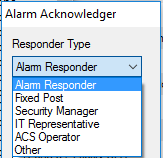 Alarm Acknowledger
Responder Type
Alarm Responder
Alarm Responder
Fixed Post
Security Manager
IT Representative
ACS Operator
Other